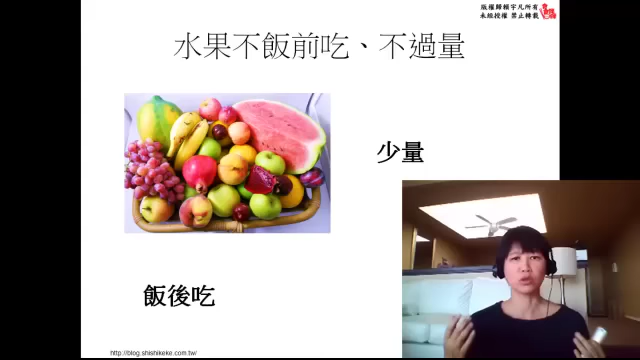 版權歸賴宇凡所有
未經授權 禁止轉載
水果不飯前吃、不過量
少量
飯後吃
http://blog.shishikeke.com.tw/